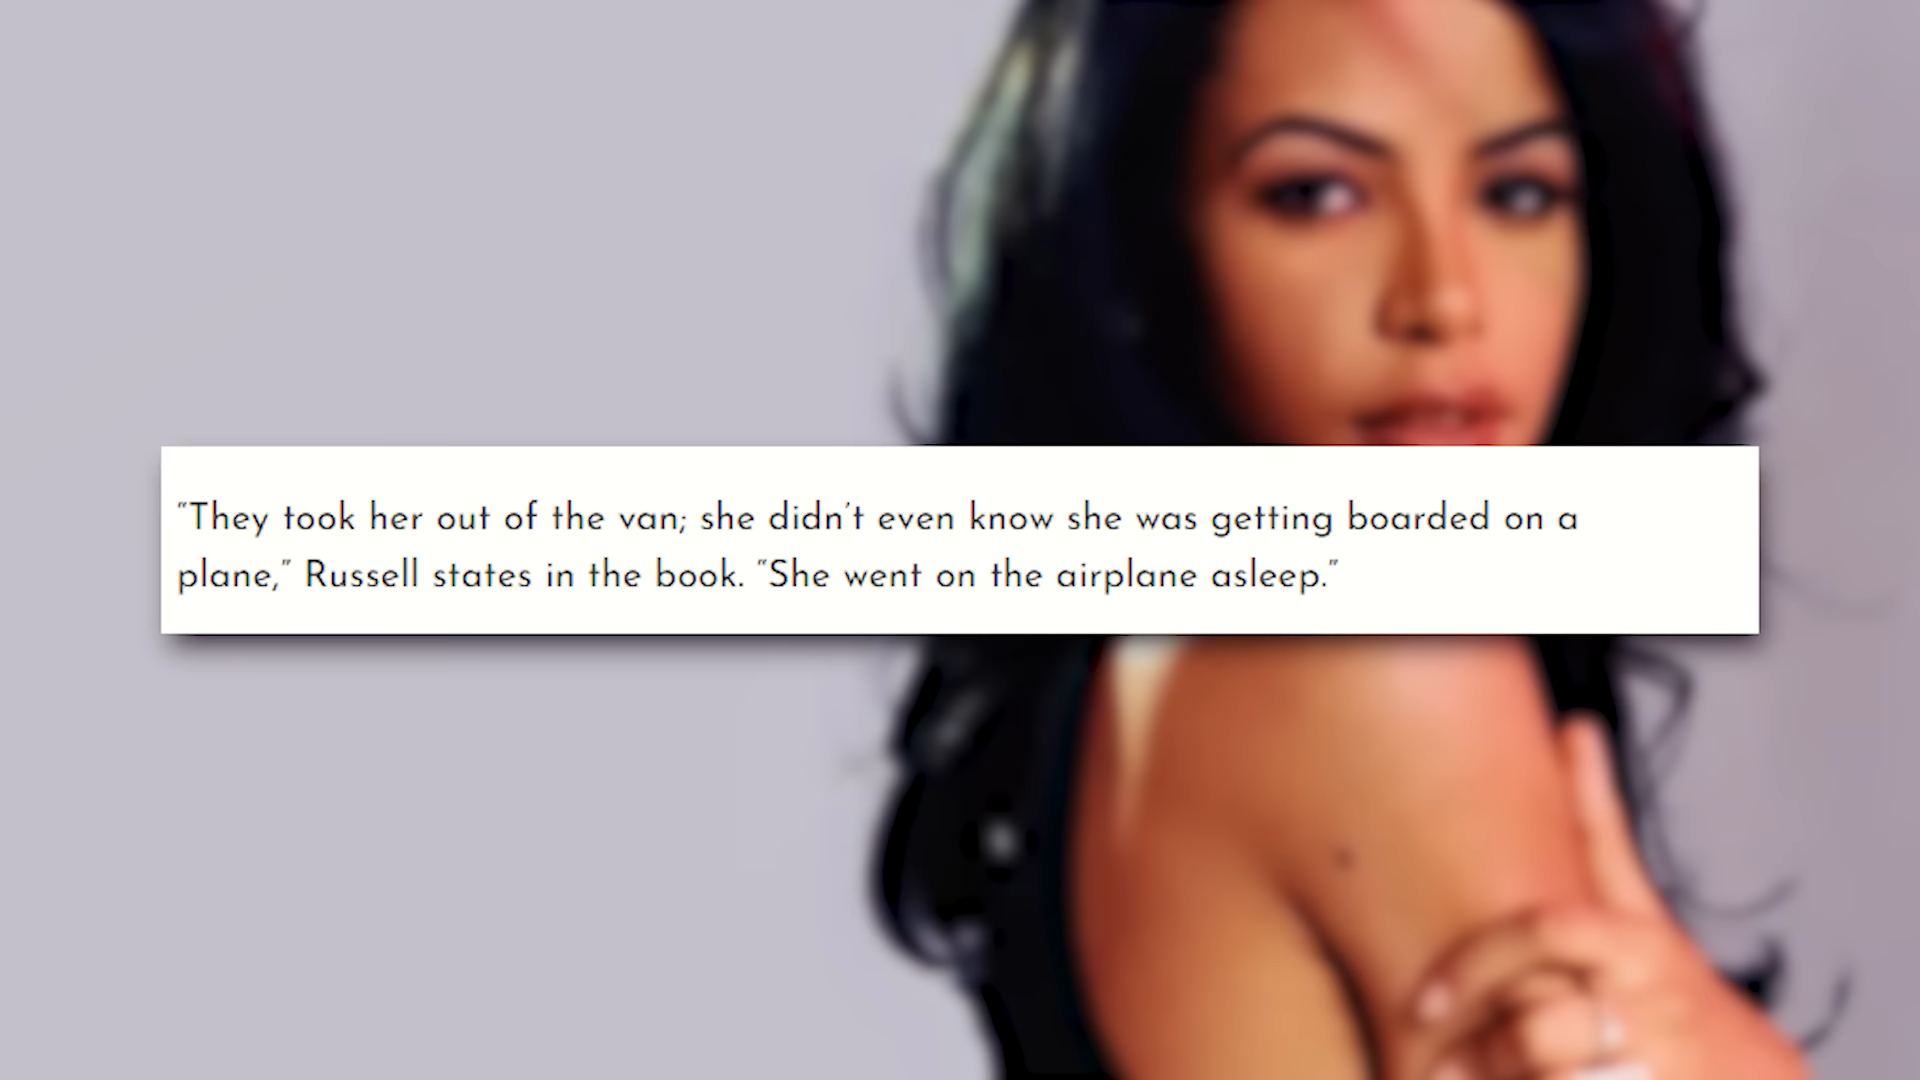 “They took her out of the van; she didn’t even know she was getting boarded on a
plane,” Russell states in the book. “She went on the airplane asleep.”